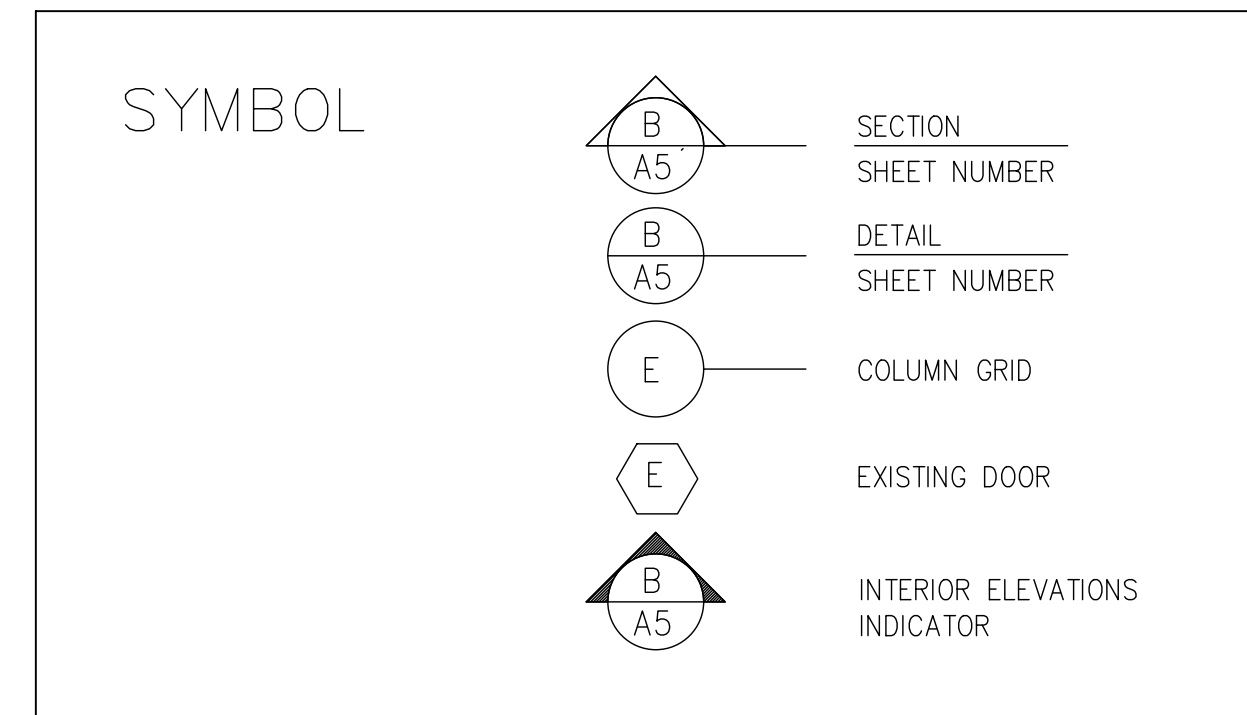 SYMBOL
B
A5
SECTION
SHEET NUMBER
B
A5
DETAIL
SHEET NUMBER
E
COLUMN GRID
E
EXISTING DOOR
B
A5
INTERIOR ELEVATIONS
INDICATOR